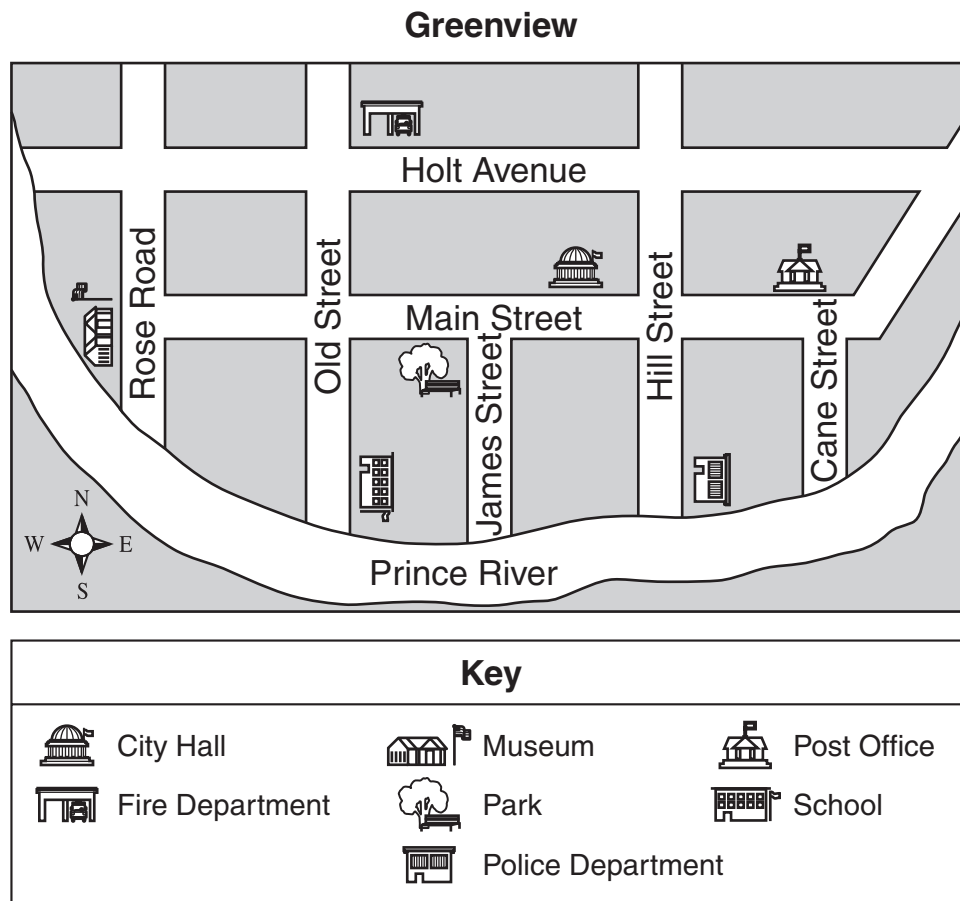 Greenview
Holt Avenue
Rose Road
Old Street
Main Street
James Street
Hill Street
Cane Street
N
W E
S
Prince River
Key
City Hall
Museum
Post Office
Fire Department
Park
School
Police Department